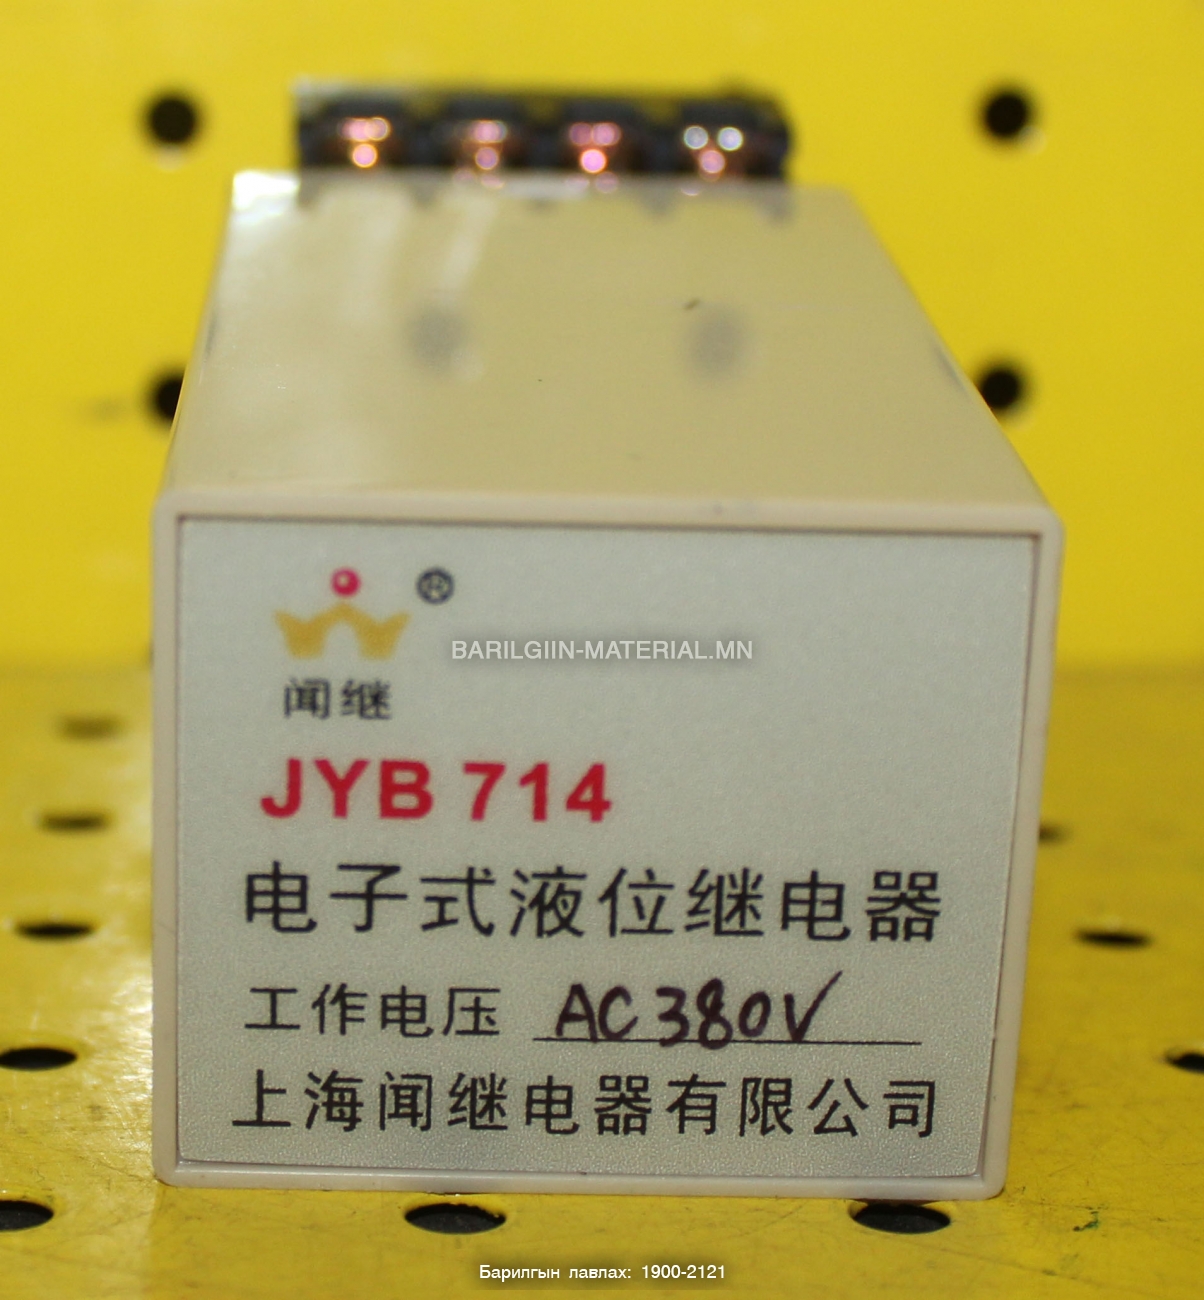 ®
BARILGIIN-MATERIAL.MN
闻继
JYB 714
电子式液位继电器
工作电压 AC380V
上海闻继电器有限公司
Барилгын лавлах: 1900-2121